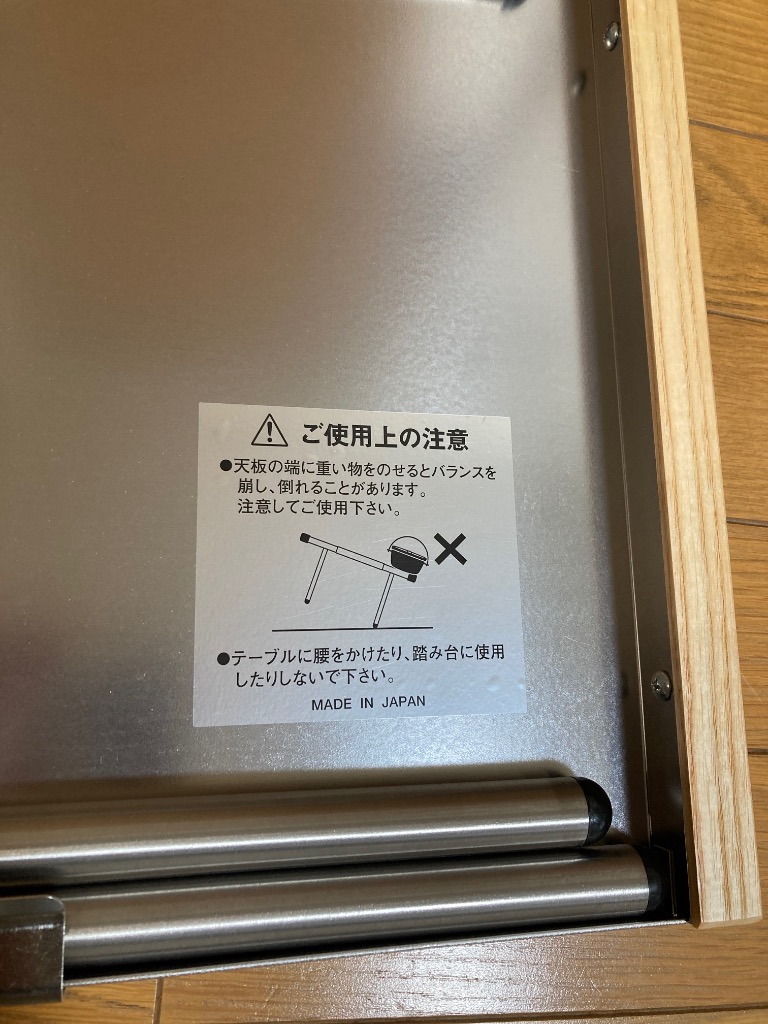 ご使用上の注意
●天板の端に重い物をのせるとバランスを
崩し、倒れることがあります。
注意してご使用下さい。
●テーブルに腰をかけたり、踏み台に使用
したりしないで下さい。
MADE IN JAPAN